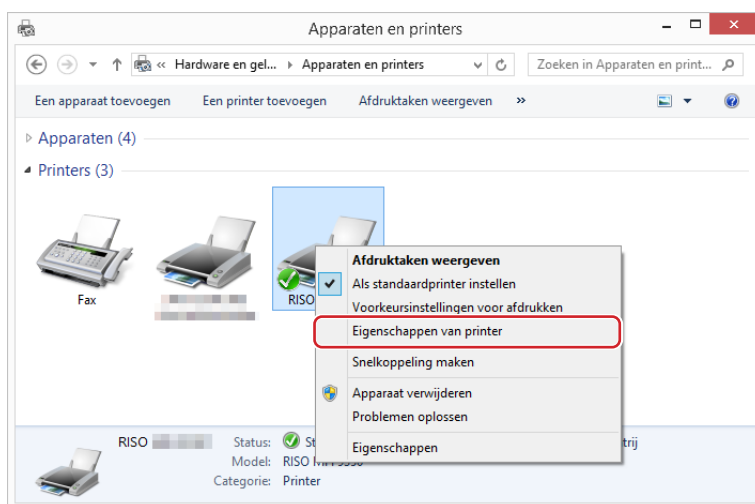 Apparaten en printers
« Hardware en gel... Apparaten en printers
Zoeken in Apparaten en print...
Een apparaat toevoegen Een printer toevoegen Afdruktaken weergeven »
Apparaten (4)
Printers (3)
Fax
RISO
Afdruktaken weergeven
Als standaardprinter instellen
Voorkeursinstellingen voor afdrukken
Eigenschappen van printer
Snelkoppeling maken
Apparaat verwijderen
Problemen oplossen
Eigenschappen
RISO Status:
Model: RISO
Categorie: Printer